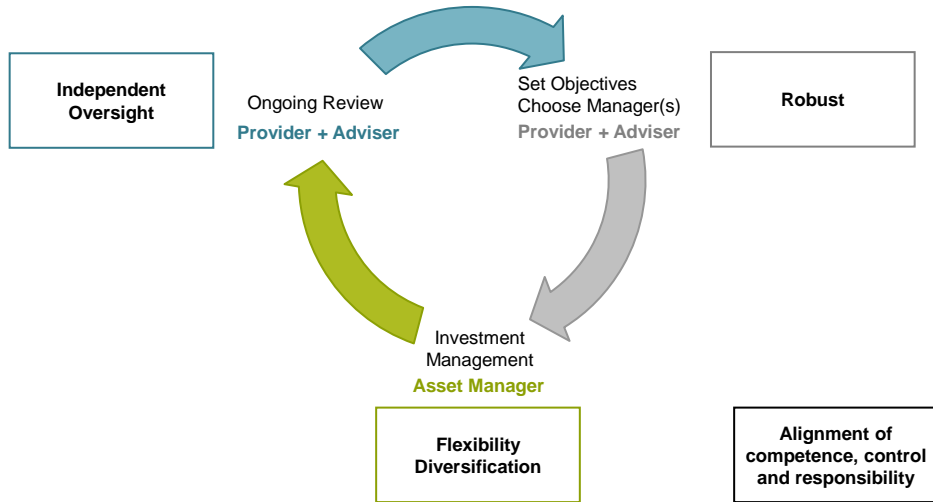 Independent
Oversight
Ongoing Review
Provider + Adviser
Set Objectives
Choose Manager(s)
Provider + Adviser
Robust
Investment
Management
Asset Manager
Flexibility
Diversification
Alignment of
competence, control
and responsibility